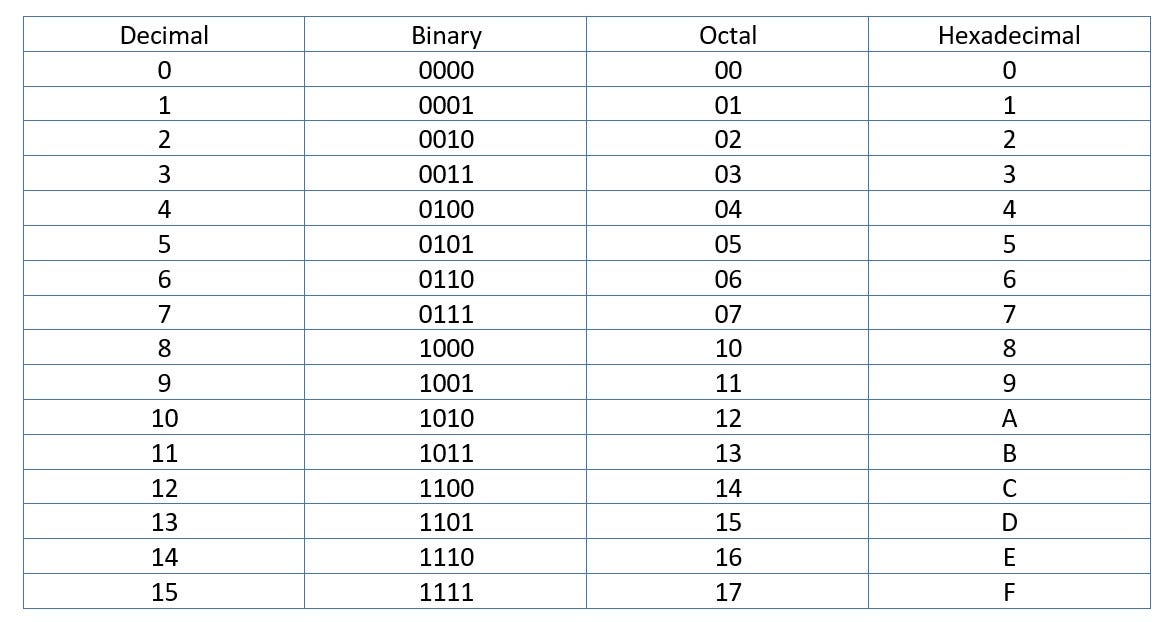 Decimal Binary Octal Hexadecimal
0 0000 00 0
1 0001 01 1
2 0010 02 2
3 0011 03 3
4 0100 04 4
5 0101 05 5
6 0110 06 6
7 0111 07 7
8 1000 10 8
9 1001 11 9
10 1010 12 A
11 1011 13 B
12 1100 14 C
13 1101 15 D
14 1110 16 E
15 1111 17 F